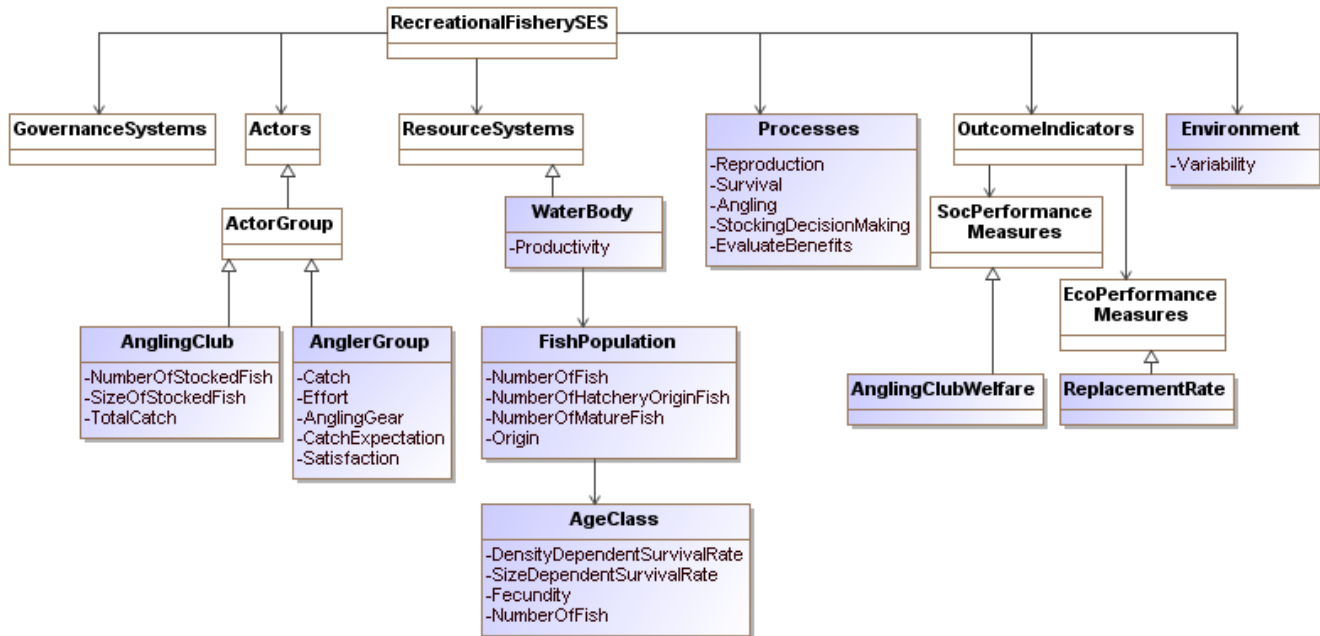 RecreationalFisherySES
GovernanceSystems
Actors
ResourceSystems
Processes
-Reproduction
-Survival
-Angling
-StockingDecisionMaking
-EvaluateBenefits
OutcomeIndicators
Environment
-Variability
ActorGroup
WaterBody
-Productivity
SocPerformance
Measures
EcoPerformance
Measures
AnglingClub
-NumberOfStockedFish
-SizeOfStockedFish
-TotalCatch
AnglerGroup
-Catch
-Effort
-AnglingGear
-CatchExpectation
-Satisfaction
FishPopulation
-NumberOfFish
-NumberOfHatcheryOriginFish
-NumberOfMatureFish
-Origin
AnglingClubWelfare
ReplacementRate
AgeClass
-DensityDependentSurvivalRate
-SizeDependentSurvivalRate
-Fecundity
-NumberOfFish